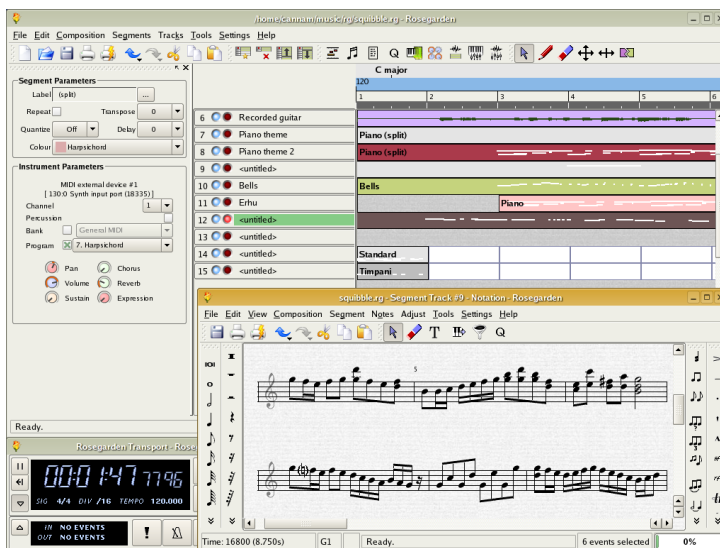 /home/cannam/music/rg/squibble.rg - Rosegarden
File Edit Composition Segments Tracks Tools Settings Help
Segment Parameters
Label (split) ...
Repeat Transpose 0
Quantize Off Delay 0
Colour Harpsichord
Instrument Parameters
MIDI external device #1
[ 130:0 Synth input port (18335) ]
Channel 1
Percussion
Bank General MIDI
Program 7. Harpsichord
Pan Chorus
Volume Reverb
Sustain Expression
Ready.
C major
120
1 2 3 4 5 6
6 Recorded guitar
7 Piano theme Piano (split)
8 Piano theme 2 Piano (split)
9 <untitled>
10 Bells Bells
11 Erhu Piano
12 <untitled>
13 <untitled>
14 <untitled> Standard
15 <untitled> Timpani
squibble.rg - Segment Track #9 - Notation - Rosegarden
File Edit View Composition Segment Notes Adjust Tools Settings Help
5
Time: 16800 (8.750s) G1 Ready. 6 events selected 0%
Rosegarden Transport - Rose
00:01:47 7796
SIG 4/4 DIV /16 TEMPO 120.000
IN NO EVENTS
OUT NO EVENTS